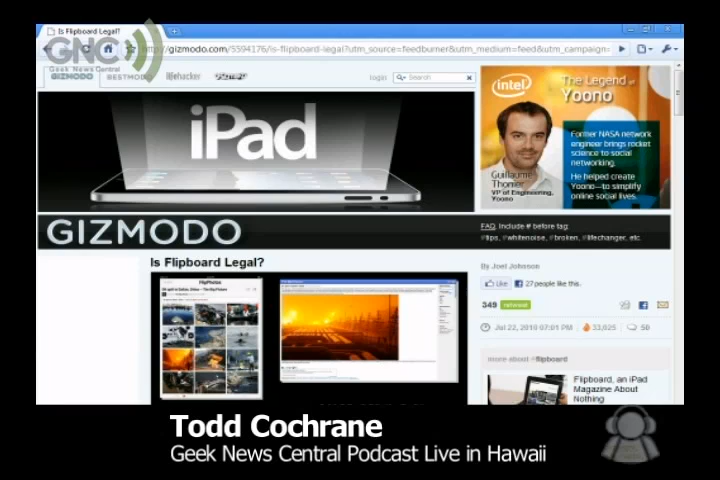 Is Flipboard Legal?
GNC
Geek News Central
http://gizmodo.com/5594176/is-flipboard-legal?utm_source=feedburner&utm_medium=feed&utm_campaign=
GIZMODO
BESTMODO
lifehacker
login
Search
iPad
intel
The Legend of
Yoono
Former NASA network
engineer brings rocket
science to social
networking.
He helped create
Yoono—to simplify
online social lives.
Guillaume
Thonier
VP of Engineering,
Yoono
GIZMODO
FAQ. Include # before tag:
#tips, #whitenoise, #broken, #lifechanger, etc.
Is Flipboard Legal?
FlipPhotos
By Joel Johnson
Like
27 people like this.
349
retweet
Jul 22, 2010 07:01 PM
33,625
50
more about #flipboard
Flipboard, an iPad
Magazine About
Nothing
Todd Cochrane
Geek News Central Podcast Live in Hawaii